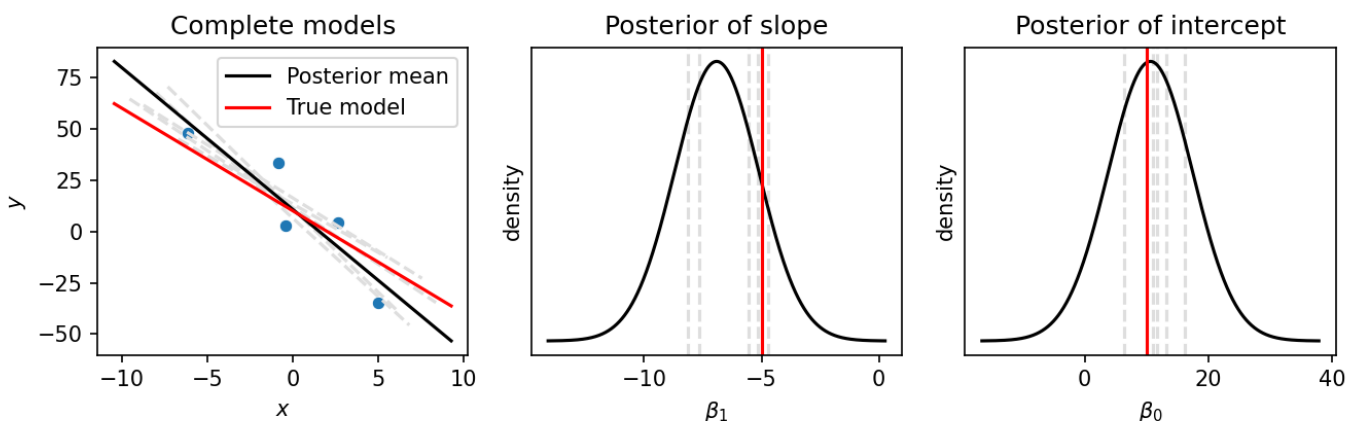 Complete models
75
50
25
0
−25
−50
y
−10
−5
0
5
10
x
Posterior mean
True model
Posterior of slope
density
−10
−5
0
β₁
Posterior of intercept
density
0
20
40
β₀